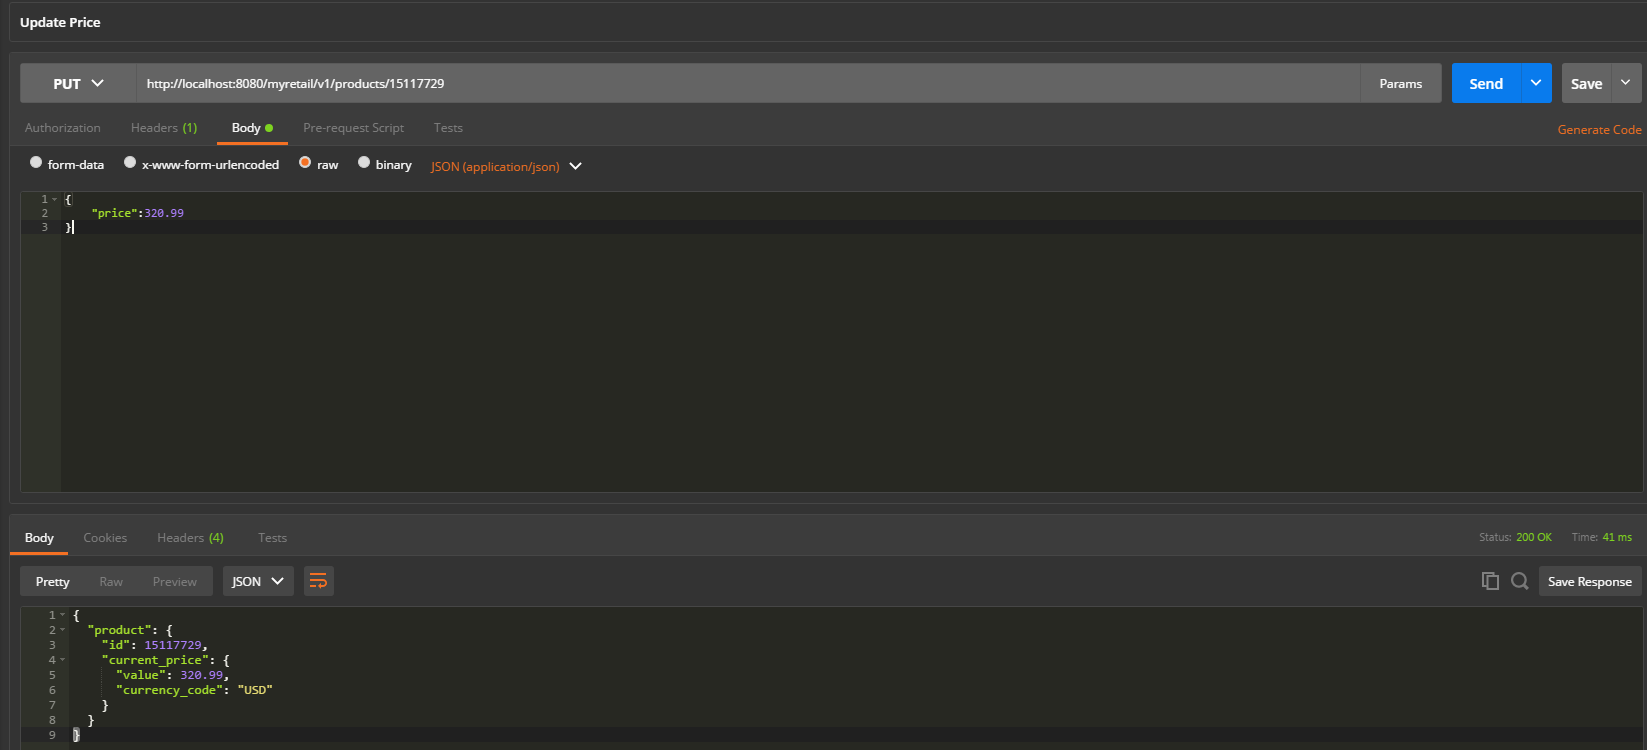 Update Price
PUT http://localhost:8080/myretail/v1/products/15117729 Params Send Save
Authorization Headers (1) Body Pre-request Script Tests Generate Code
form-data x-www-form-urlencoded raw binary JSON (application/json)
1 {
2 "price":320.99
3 }
Body Cookies Headers (4) Tests Status: 200 OK Time: 41 ms
Pretty Raw Preview JSON Save Response
1 {
2 "product": {
3 "id": 15117729,
4 "current_price": {
5 "value": 320.99,
6 "currency_code": "USD"
7 }
8 }
9 }